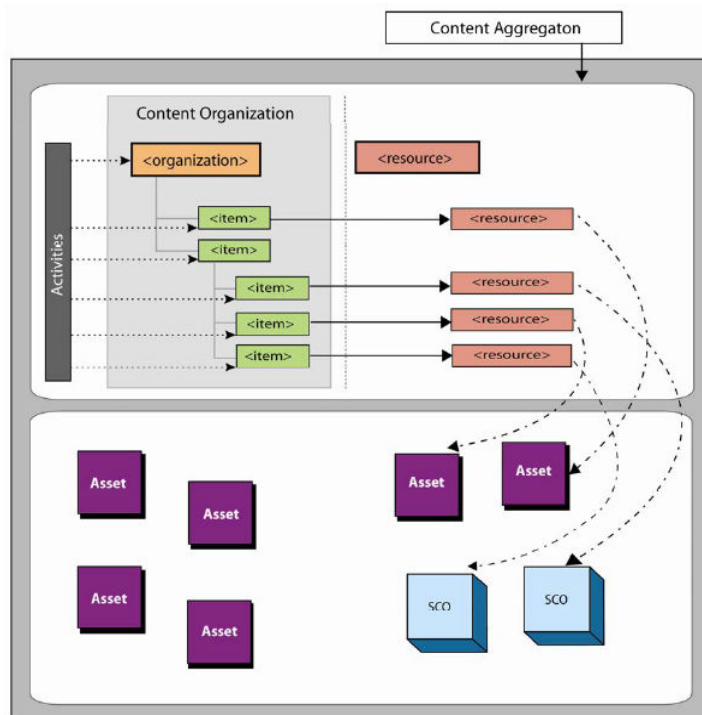 Content Aggregaton
Content Organization
<organization>
<resource>
Activities
<item>
<resource>
<item>
<item>
<resource>
<item>
<resource>
<item>
<resource>
Asset
Asset
Asset
Asset
Asset
Asset
SCO
SCO